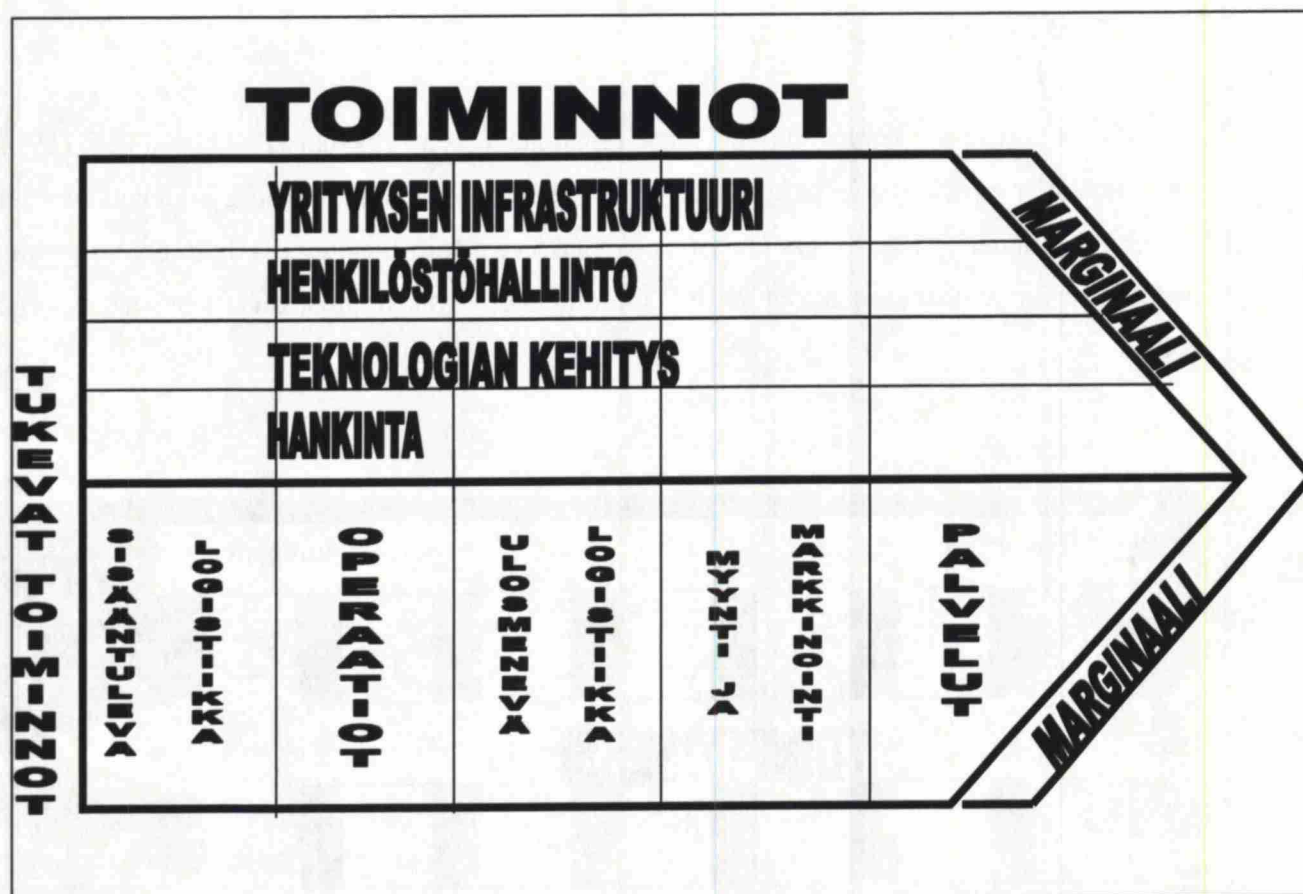 TOIMINNOT
YRITYKSEN INFRASTRUKTUURI
HENKILÖSTÖHALLINTO
TEKNOLOGIAN KEHITYS
HANKINTA
MARGINAALI
TUKEVAT TOIMINNOT
SISÄÄNTULEVA
LOGISTIIKKA
OPERAATIOT
ULOSMENEVÄ
LOGISTIIKKA
MYYNTI JA
MARKKINOINTI
PALVELUT
MARGINAALI